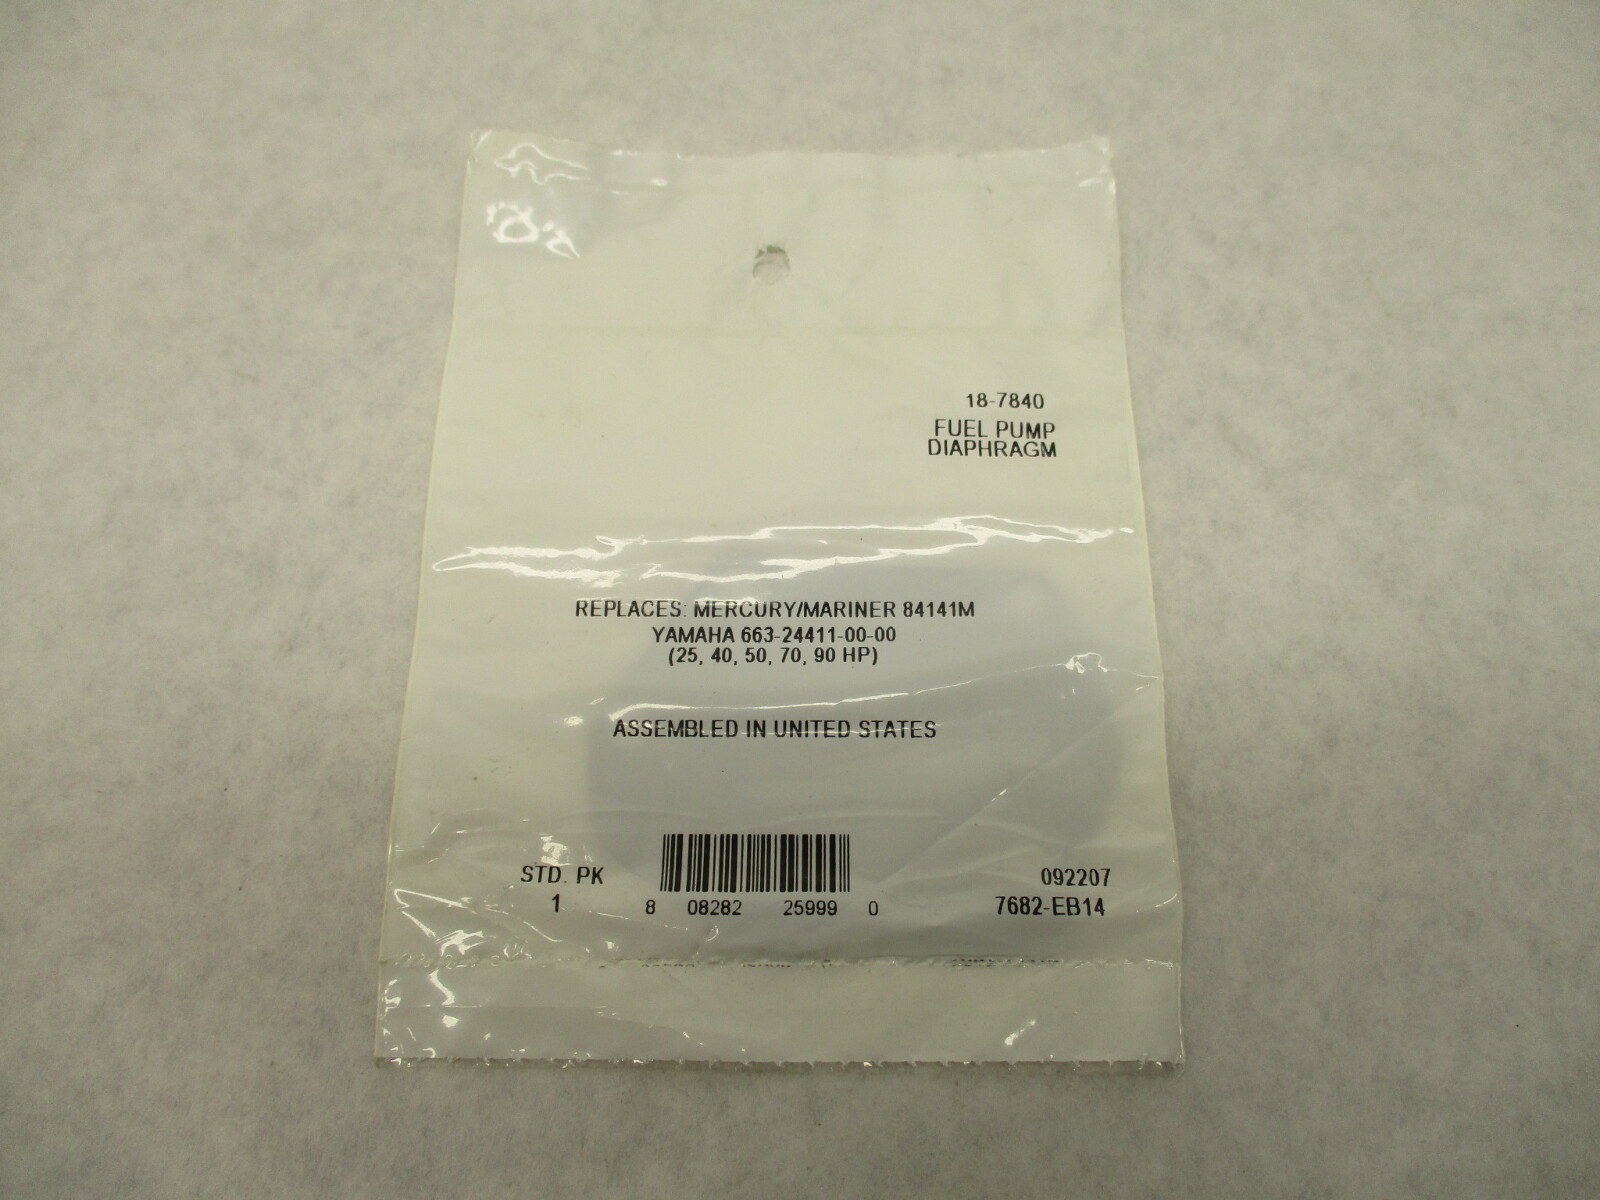 18-7840
FUEL PUMP
DIAPHRAGM
REPLACES: MERCURY/MARINER 84141M
YAMAHA 663-24411-00-00
(25, 40, 50, 70, 90 HP)
ASSEMBLED IN UNITED STATES
STD. PK
1
8 08282 25999 0
092207
7682-EB14